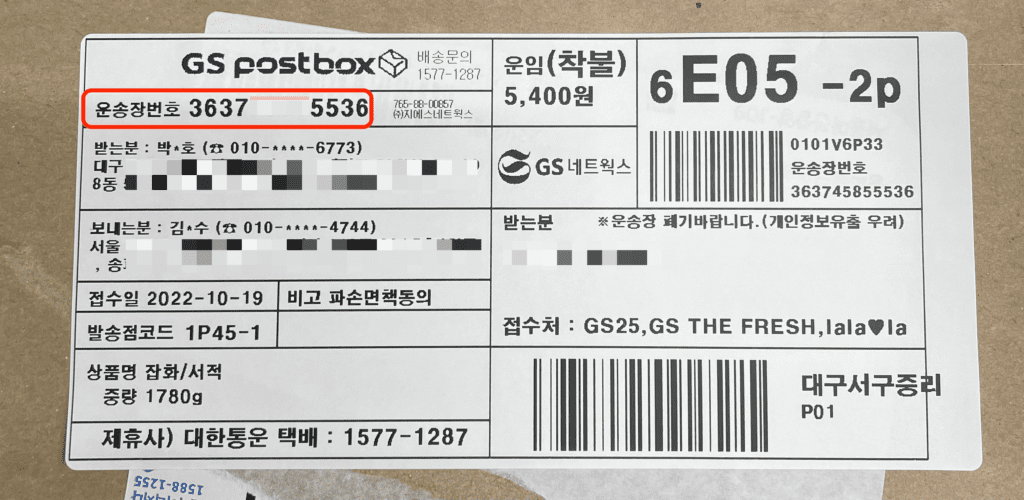 GS postbox
배송문의
1577-1287
운송장번호 3637 5536
765-88-00857
㈜지에스네트웍스
운임(착불)
5,400원
6E05 -2p
받는분 : 박*호 (☎ 010-****-6773)
대구
8동
GS네트웍스
0101V6P33
운송장번호
363745855536
보내는분 : 김*수 (☎ 010-****-4744)
서울
, 송
받는분 ※운송장 폐기바랍니다.(개인정보유출 우려)
접수일 2022-10-19 비고 파손면책동의
발송점코드 1P45-1
접수처 : GS25,GS THE FRESH,lala♥la
상품명 잡화/서적
중량 1780g
대구서구중리
P01
제휴사) 대한통운 택배 : 1577-1287
1588-1255